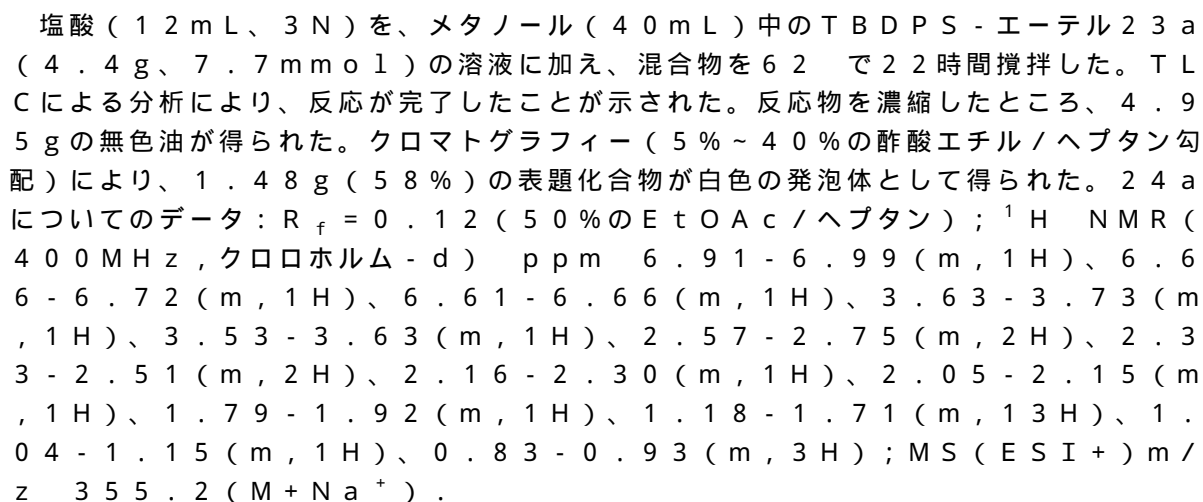 塩酸(12mL、3N)を、メタノール(40mL)中のTBDPS-エーテル23a
(4.4g、7.7mmol)の溶液に加え、混合物を62 で22時間撹拌した。TL
Cによる分析により、反応が完了したことが示された。反応物を濃縮したところ、4.9
5gの無色油が得られた。クロマトグラフィー(5%~40%の酢酸エチル/ヘプタン勾
配)により、1.48g(58%)の表題化合物が白色の発泡体として得られた。24a
についてのデータ:Rf=0.12(50%のEtOAc/ヘプタン);1H NMR(
400MHz,クロロホルム-d) ppm 6.91-6.99(m,1H)、6.6
6-6.72(m,1H)、6.61-6.66(m,1H)、3.63-3.73(m
,1H)、3.53-3.63(m,1H)、2.57-2.75(m,2H)、2.3
3-2.51(m,2H)、2.16-2.30(m,1H)、2.05-2.15(m
,1H)、1.79-1.92(m,1H)、1.18-1.71(m,13H)、1.
04-1.15(m,1H)、0.83-0.93(m,3H);MS(ESI+)m/
z 355.2(M+Na+).